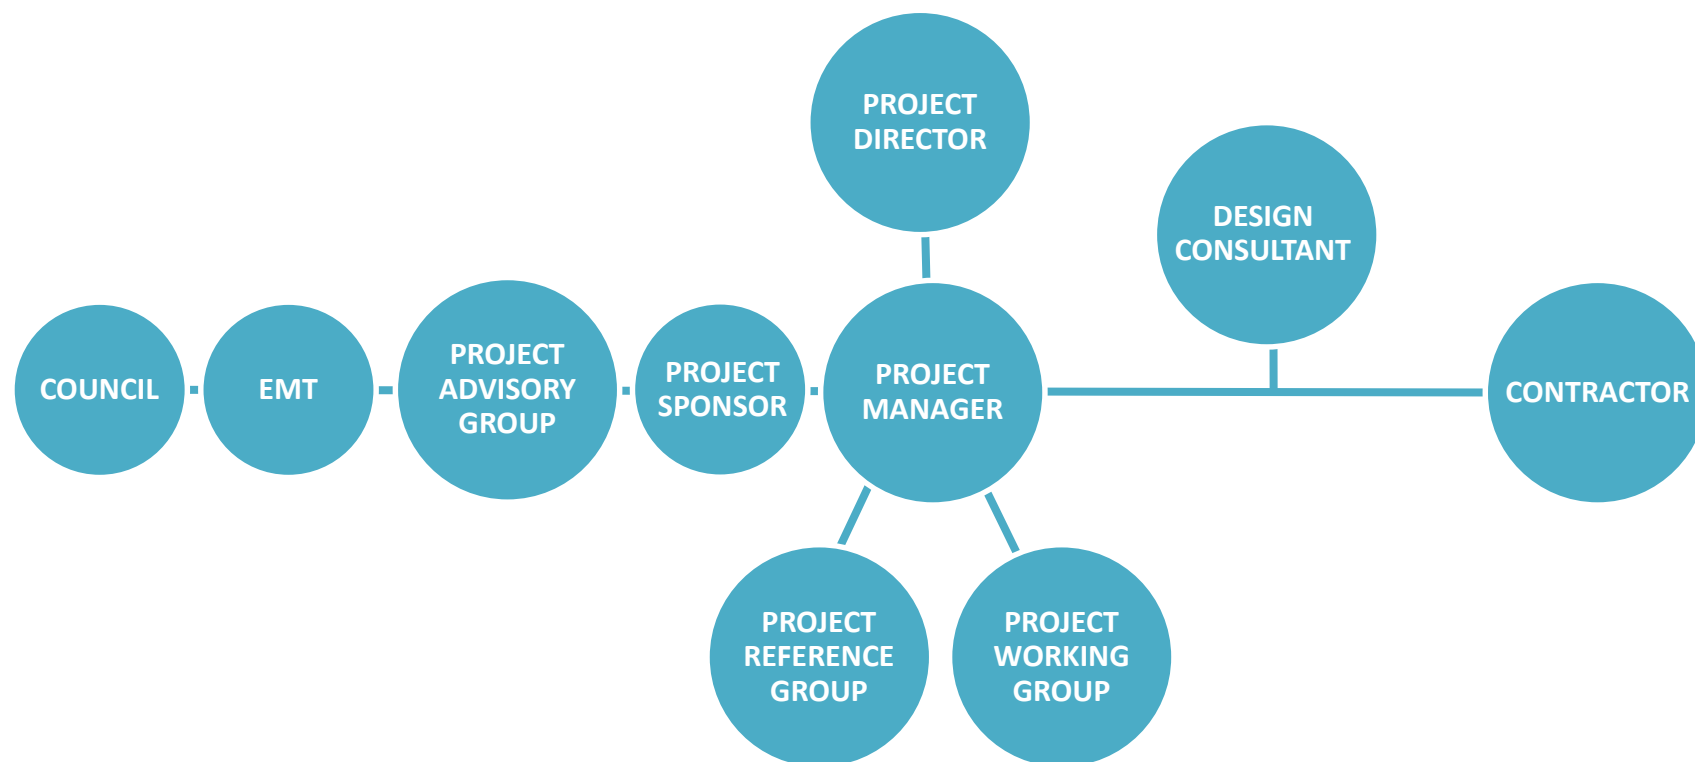 PROJECT
DIRECTOR
DESIGN
CONSULTANT
COUNCIL
EMT
PROJECT
ADVISORY
GROUP
PROJECT
SPONSOR
PROJECT
MANAGER
CONTRACTOR
PROJECT
REFERENCE
GROUP
PROJECT
WORKING
GROUP